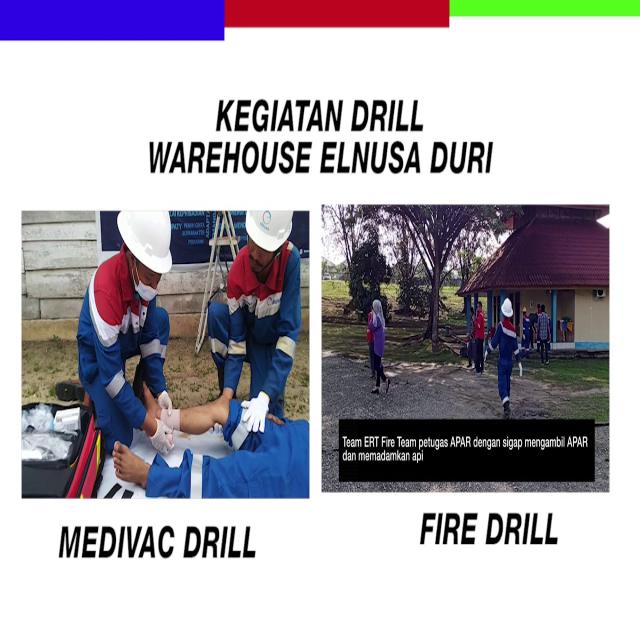 KEGIATAN DRILL
WAREHOUSE ELNUSA DURI
Team ERT Fire Team petugas APAR dengan sigap mengambil APAR
dan memadamkan api
MEDIVAC DRILL
FIRE DRILL